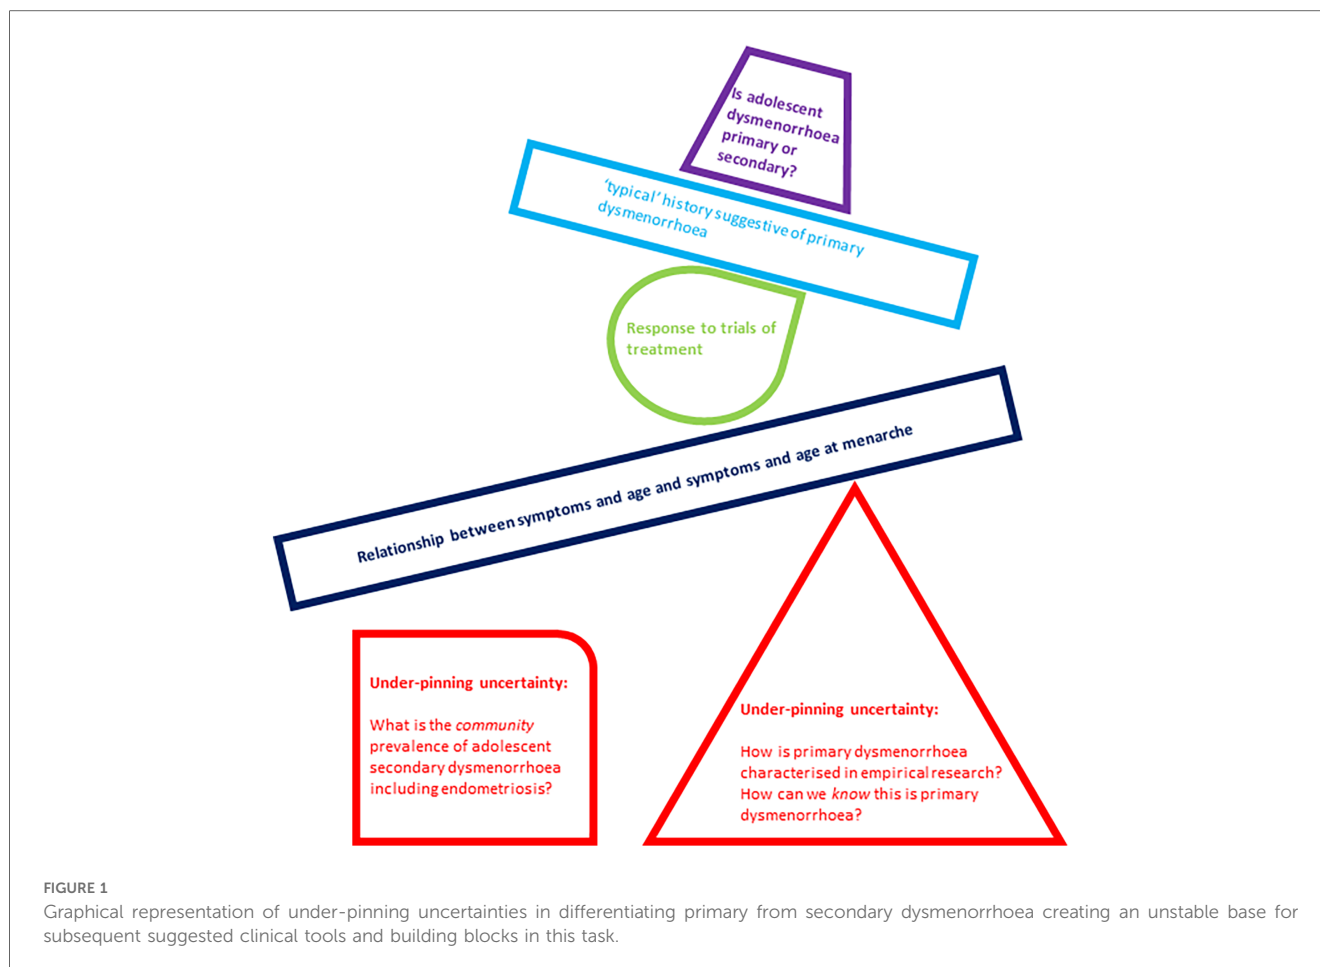 Is adolescent
dysmenorrhoea
primary or
secondary?
‘typical’ history suggestive of primary
dysmenorrhoea
Response to trials of
treatment
Relationship between symptoms and age and symptoms and age at menarche
Under-pinning uncertainty:
What is the community
prevalence of adolescent
secondary dysmenorrhoea
including endometriosis?
Under-pinning uncertainty:
How is primary dysmenorrhoea
characterised in empirical research?
How can we know this is primary
dysmenorrhoea?
FIGURE 1
Graphical representation of under-pinning uncertainties in differentiating primary from secondary dysmenorrhoea creating an unstable base for
subsequent suggested clinical tools and building blocks in this task.